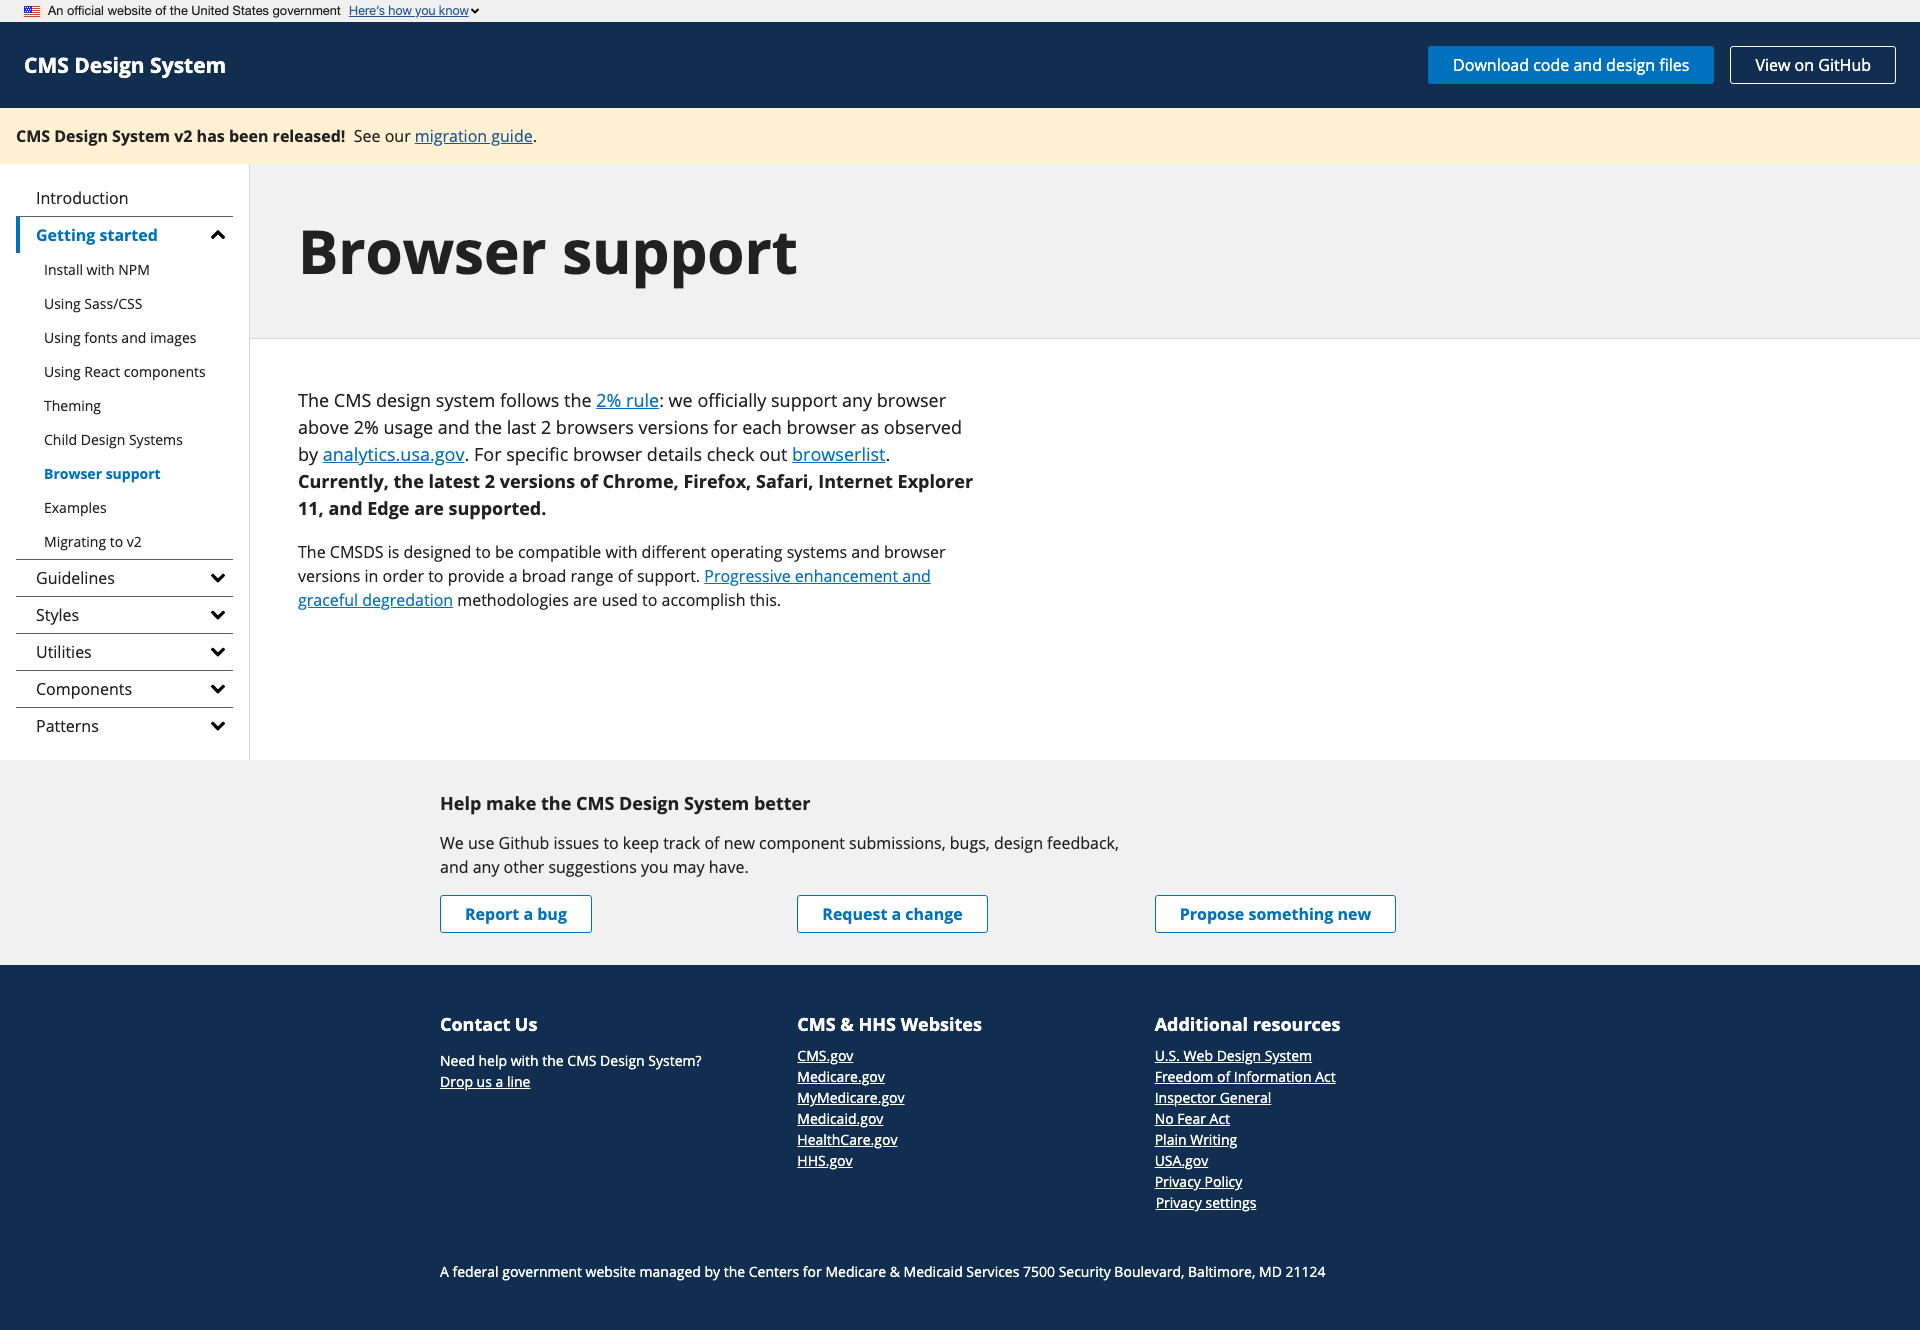 An official website of the United States government Here's how you know
CMS Design System
Download code and design files
View on GitHub
CMS Design System v2 has been released! See our migration guide.
Introduction
Getting started
Install with NPM
Using Sass/CSS
Using fonts and images
Using React components
Theming
Child Design Systems
Browser support
Examples
Migrating to v2
Guidelines
Styles
Utilities
Components
Patterns
Browser support
The CMS design system follows the 2% rule: we officially support any browser
above 2% usage and the last 2 browsers versions for each browser as observed
by analytics.usa.gov. For specific browser details check out browserlist.
Currently, the latest 2 versions of Chrome, Firefox, Safari, Internet Explorer
11, and Edge are supported.
The CMSDS is designed to be compatible with different operating systems and browser
versions in order to provide a broad range of support. Progressive enhancement and
graceful degredation methodologies are used to accomplish this.
Help make the CMS Design System better
We use Github issues to keep track of new component submissions, bugs, design feedback,
and any other suggestions you may have.
Report a bug
Request a change
Propose something new
Contact Us
Need help with the CMS Design System?
Drop us a line
CMS & HHS Websites
CMS.gov
Medicare.gov
MyMedicare.gov
Medicaid.gov
HealthCare.gov
HHS.gov
Additional resources
U.S. Web Design System
Freedom of Information Act
Inspector General
No Fear Act
Plain Writing
USA.gov
Privacy Policy
Privacy settings
A federal government website managed by the Centers for Medicare & Medicaid Services 7500 Security Boulevard, Baltimore, MD 21124